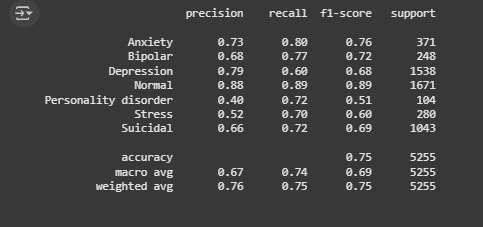 precision recall f1-score support
Anxiety 0.73 0.80 0.76 371
Bipolar 0.68 0.77 0.72 248
Depression 0.79 0.60 0.68 1538
Normal 0.88 0.89 0.89 1671
Personality disorder 0.40 0.72 0.51 104
Stress 0.52 0.70 0.60 280
Suicidal 0.66 0.72 0.69 1043
accuracy 0.75 5255
macro avg 0.67 0.74 0.69 5255
weighted avg 0.76 0.75 0.75 5255